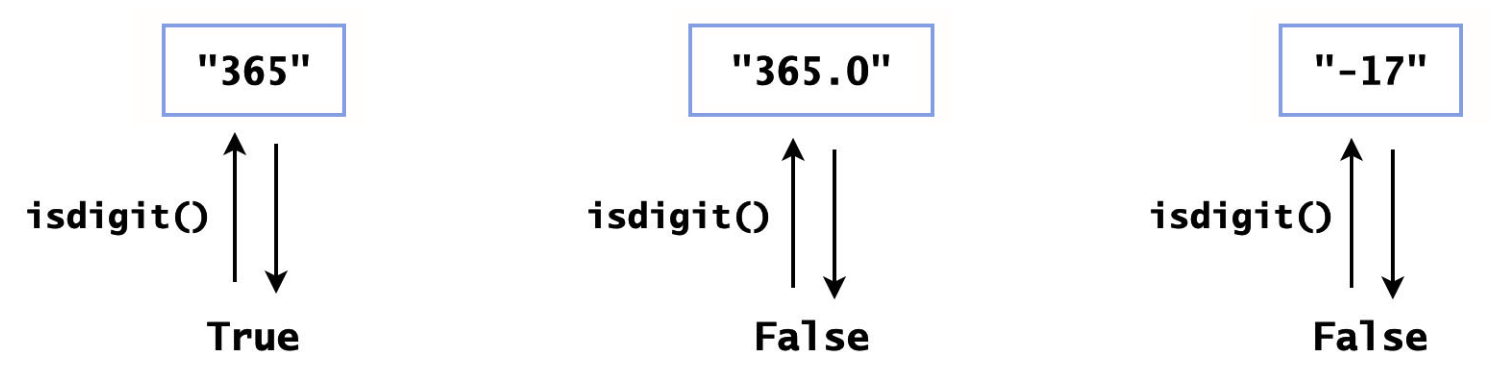 "365" "365.0" "-17"
isdigit() isdigit() isdigit()
True False False